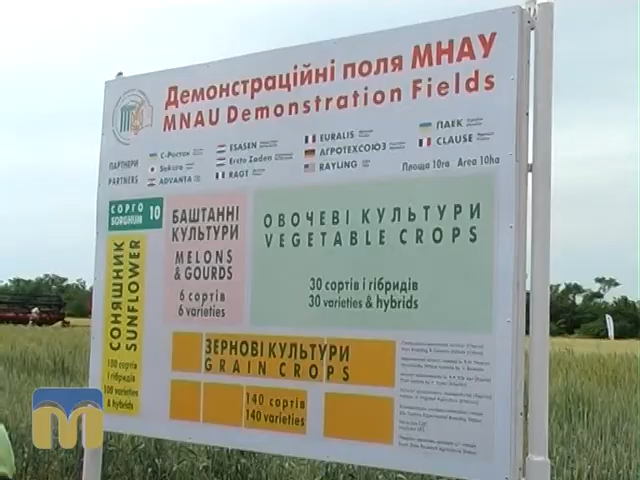 Демонстраційні поля МНАУ
MNAU Demonstration Fields
ПАРТНЕРИ
PARTNERS
С-Росток
Sakura
ADVANTA
ESASEN
Erste Zaden
RAGT
EURALIS
АГРОТЕХСОЮЗ
RAYLING
ПАЕК
CLAUSE
Площа 10га Area 10ha
СОРГО
SORGHUM
10
СОНЯШНИК
SUNFLOWER
100 сортів
і гібридів
100 varieties
& hybrids
БАШТАННІ
КУЛЬТУРИ
MELONS
& GOURDS
6 сортів
6 varieties
ОВОЧЕВІ КУЛЬТУРИ
VEGETABLE CROPS
30 сортів і гібридів
30 varieties & hybrids
ЗЕРНОВІ КУЛЬТУРИ
GRAIN CROPS
140 сортів
140 varieties